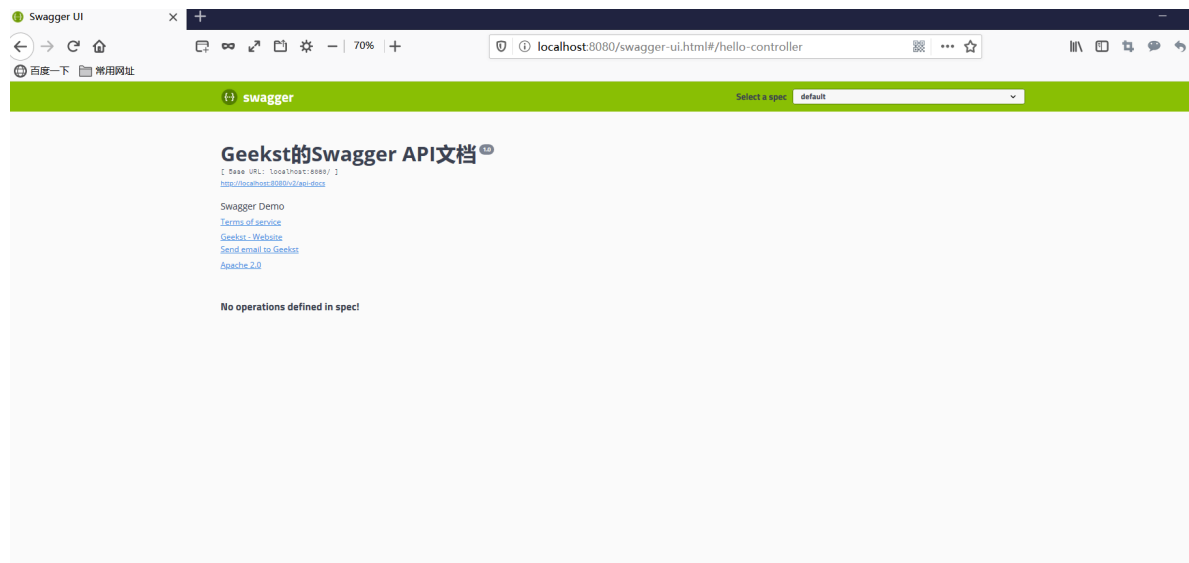 Swagger UI
70%
localhost:8080/swagger-ui.html#/hello-controller
百度一下 常用网址
swagger
Select a spec default
Geekst的Swagger API文档 1.0
[ Base URL: localhost:8080/ ]
http://localhost:8080/v2/api-docs
Swagger Demo
Terms of service
Geekst - Website
Send email to Geekst
Apache 2.0
No operations defined in spec!